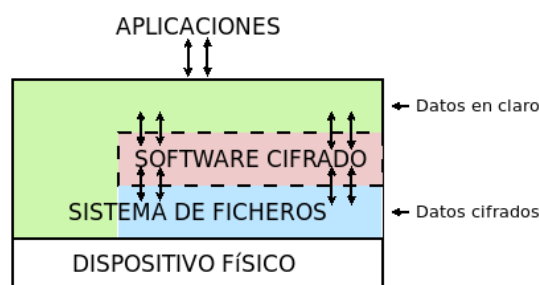 APLICACIONES
Datos en claro
SOFTWARE CIFRADO
SISTEMA DE FICHEROS
Datos cifrados
DISPOSITIVO FíSICO